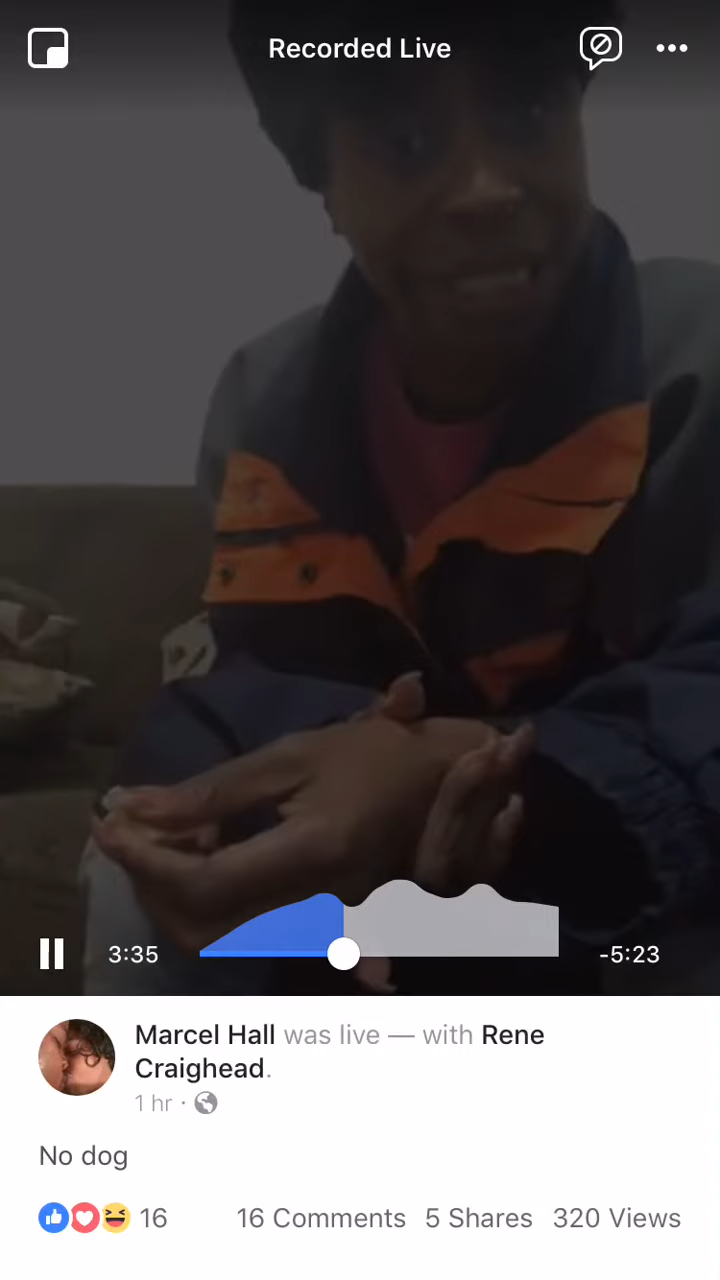 Recorded Live
3:35
-5:23
Marcel Hall was live — with Rene
Craighead.
1 hr ·
No dog
16 16 Comments 5 Shares 320 Views